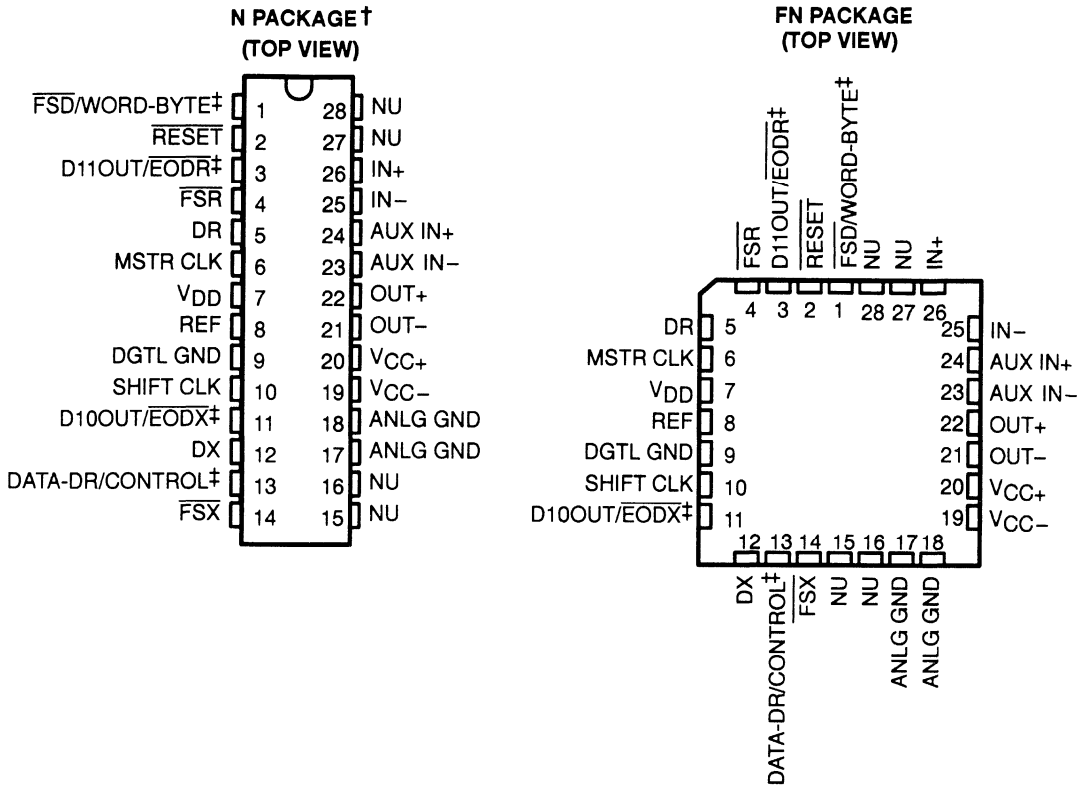 N PACKAGE†
(TOP VIEW)
FSD/WORD-BYTE‡ 1 28 NU
RESET 2 27 NU
D11OUT/EODR‡ 3 26 IN+
FSR 4 25 IN−
DR 5 24 AUX IN+
MSTR CLK 6 23 AUX IN−
VDD 7 22 OUT+
REF 8 21 OUT−
DGTL GND 9 20 VCC+
SHIFT CLK 10 19 VCC−
D10OUT/EODX‡ 11 18 ANLG GND
DX 12 17 ANLG GND
DATA-DR/CONTROL‡ 13 16 NU
FSX 14 15 NU
FN PACKAGE
(TOP VIEW)
FSR
D11OUT/EODR‡
RESET
FSD/WORD-BYTE‡
NU
NU
IN+
4 3 2 1 28 27 26
DR 5 25 IN−
MSTR CLK 6 24 AUX IN+
VDD 7 23 AUX IN−
REF 8 22 OUT+
DGTL GND 9 21 OUT−
SHIFT CLK 10 20 VCC+
D10OUT/EODX‡ 11 19 VCC−
12 13 14 15 16 17 18
DX
DATA-DR/CONTROL‡
FSX
NU
NU
ANLG GND
ANLG GND